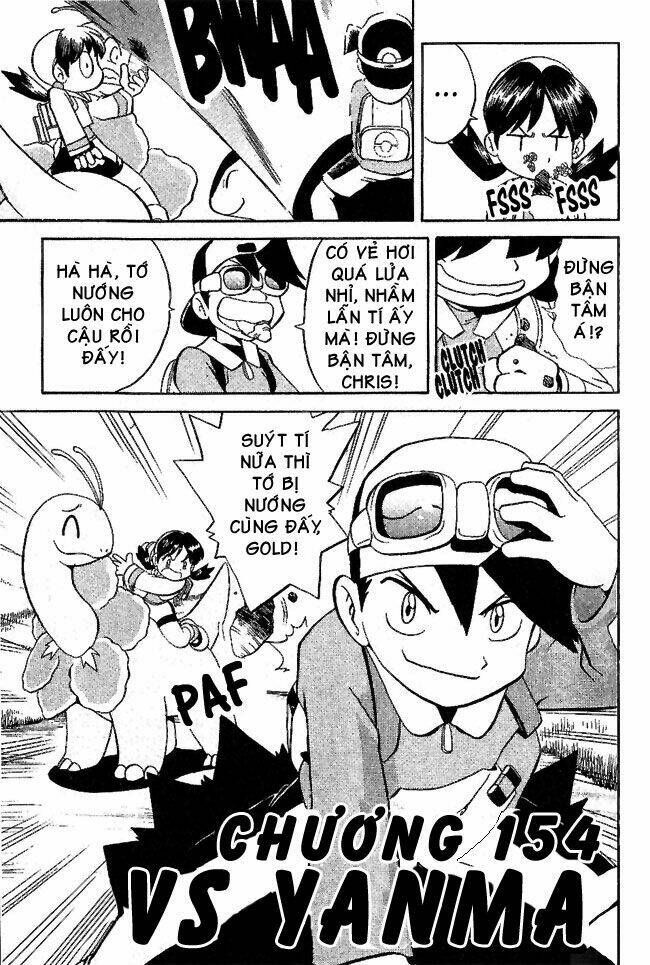 ...
FSSS
FSSS
BWAA
ĐỪNG
BẬN
TÂM
Á!?
CLUTCH
CLUTCH
CÓ VẺ HƠI
QUÁ LỬA
NHỈ, NHẦM
LẪN TÍ ẤY
MÀ! ĐỪNG
BẬN TÂM,
CHRIS!
HÀ HÀ, TỚ
NƯỚNG
LUÔN CHO
CẬU RỒI
ĐẤY!
SUÝT TÍ
NỮA THÌ
TỚ BỊ
NƯỚNG
CÙNG ĐẤY,
GOLD!
PAF
CHƯƠNG 154
VS YANMA